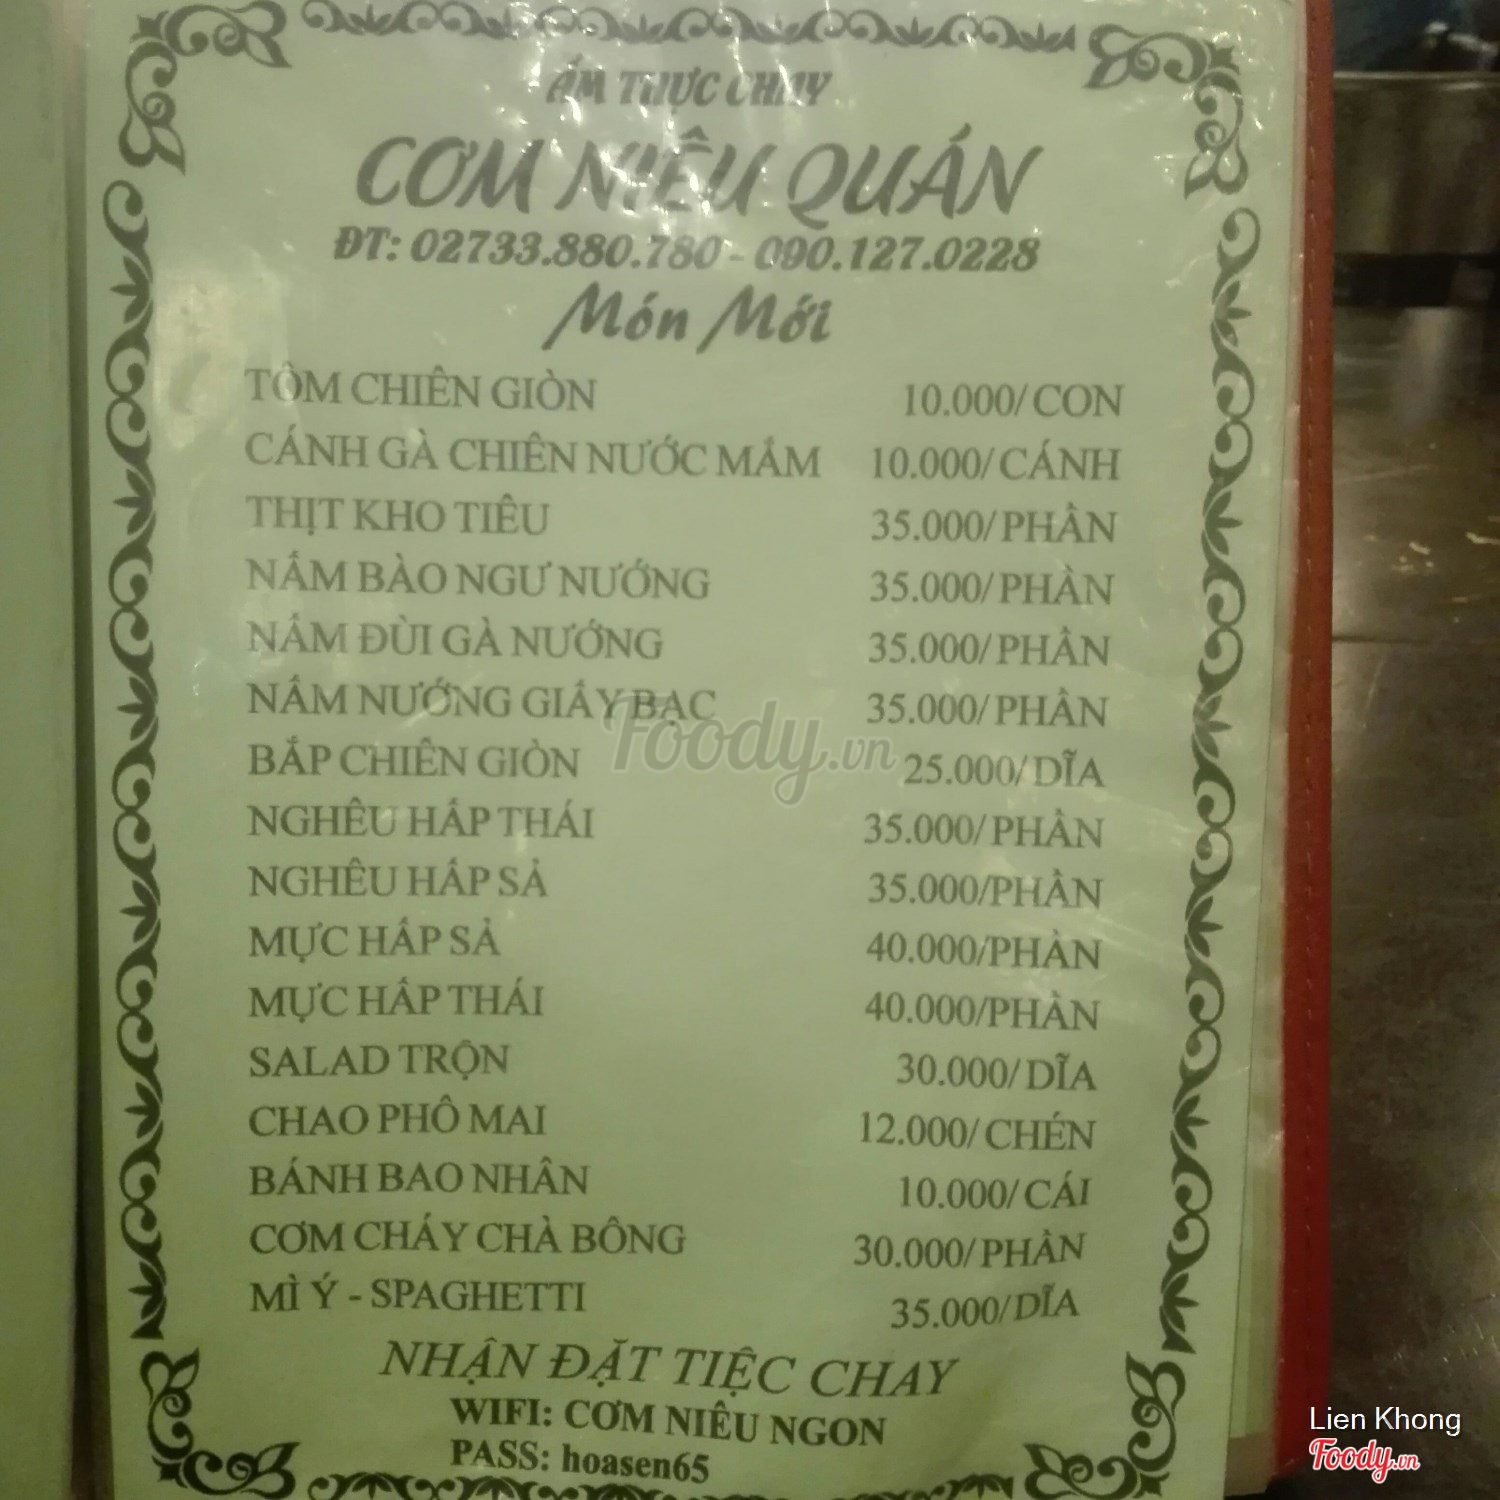 ẨM THỰC CHAY
CƠM NIÊU QUÁN
ĐT: 02733.880.780 - 090.127.0228
Món Mới
TÔM CHIÊN GIÒN 10.000/CON
CÁNH GÀ CHIÊN NƯỚC MẮM 10.000/CÁNH
THỊT KHO TIÊU 35.000/PHẦN
NẤM BÀO NGƯ NƯỚNG 35.000/PHẦN
NẤM ĐÙI GÀ NƯỚNG 35.000/PHẦN
NẤM NƯỚNG GIẤY BẠC 35.000/PHẦN
Foody.vn
BẮP CHIÊN GIÒN 25.000/DĨA
NGHÊU HẤP THÁI 35.000/PHẦN
NGHÊU HẤP SẢ 35.000/PHẦN
MỰC HẤP SẢ 40.000/PHẦN
MỰC HẤP THÁI 40.000/PHẦN
SALAD TRỘN 30.000/DĨA
CHAO PHÔ MAI 12.000/CHÉN
BÁNH BAO NHÂN 10.000/CÁI
CƠM CHÁY CHÀ BÔNG 30.000/PHẦN
MÌ Ý - SPAGHETTI 35.000/DĨA
NHẬN ĐẶT TIỆC CHAY
WIFI: CƠM NIÊU NGON
PASS: hoasen65
Lien Khong
Foody.vn